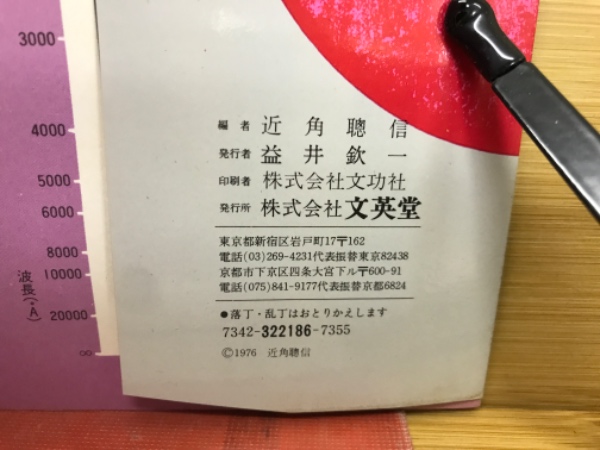 3000
4000
5000
6000
8000
10000
20000
∞
波長(・A)
編者 近角聰信
発行者 益井欽一
印刷者 株式会社文功社
発行所 株式会社文英堂
東京都新宿区岩戸町17〒162
電話(03)269-4231代表振替東京82438
京都市下京区四条大宮下ル〒600-91
電話(075)841-9177代表振替京都6824
●落丁・乱丁はおとりかえします
7342-322186-7355
©1976 近角聰信